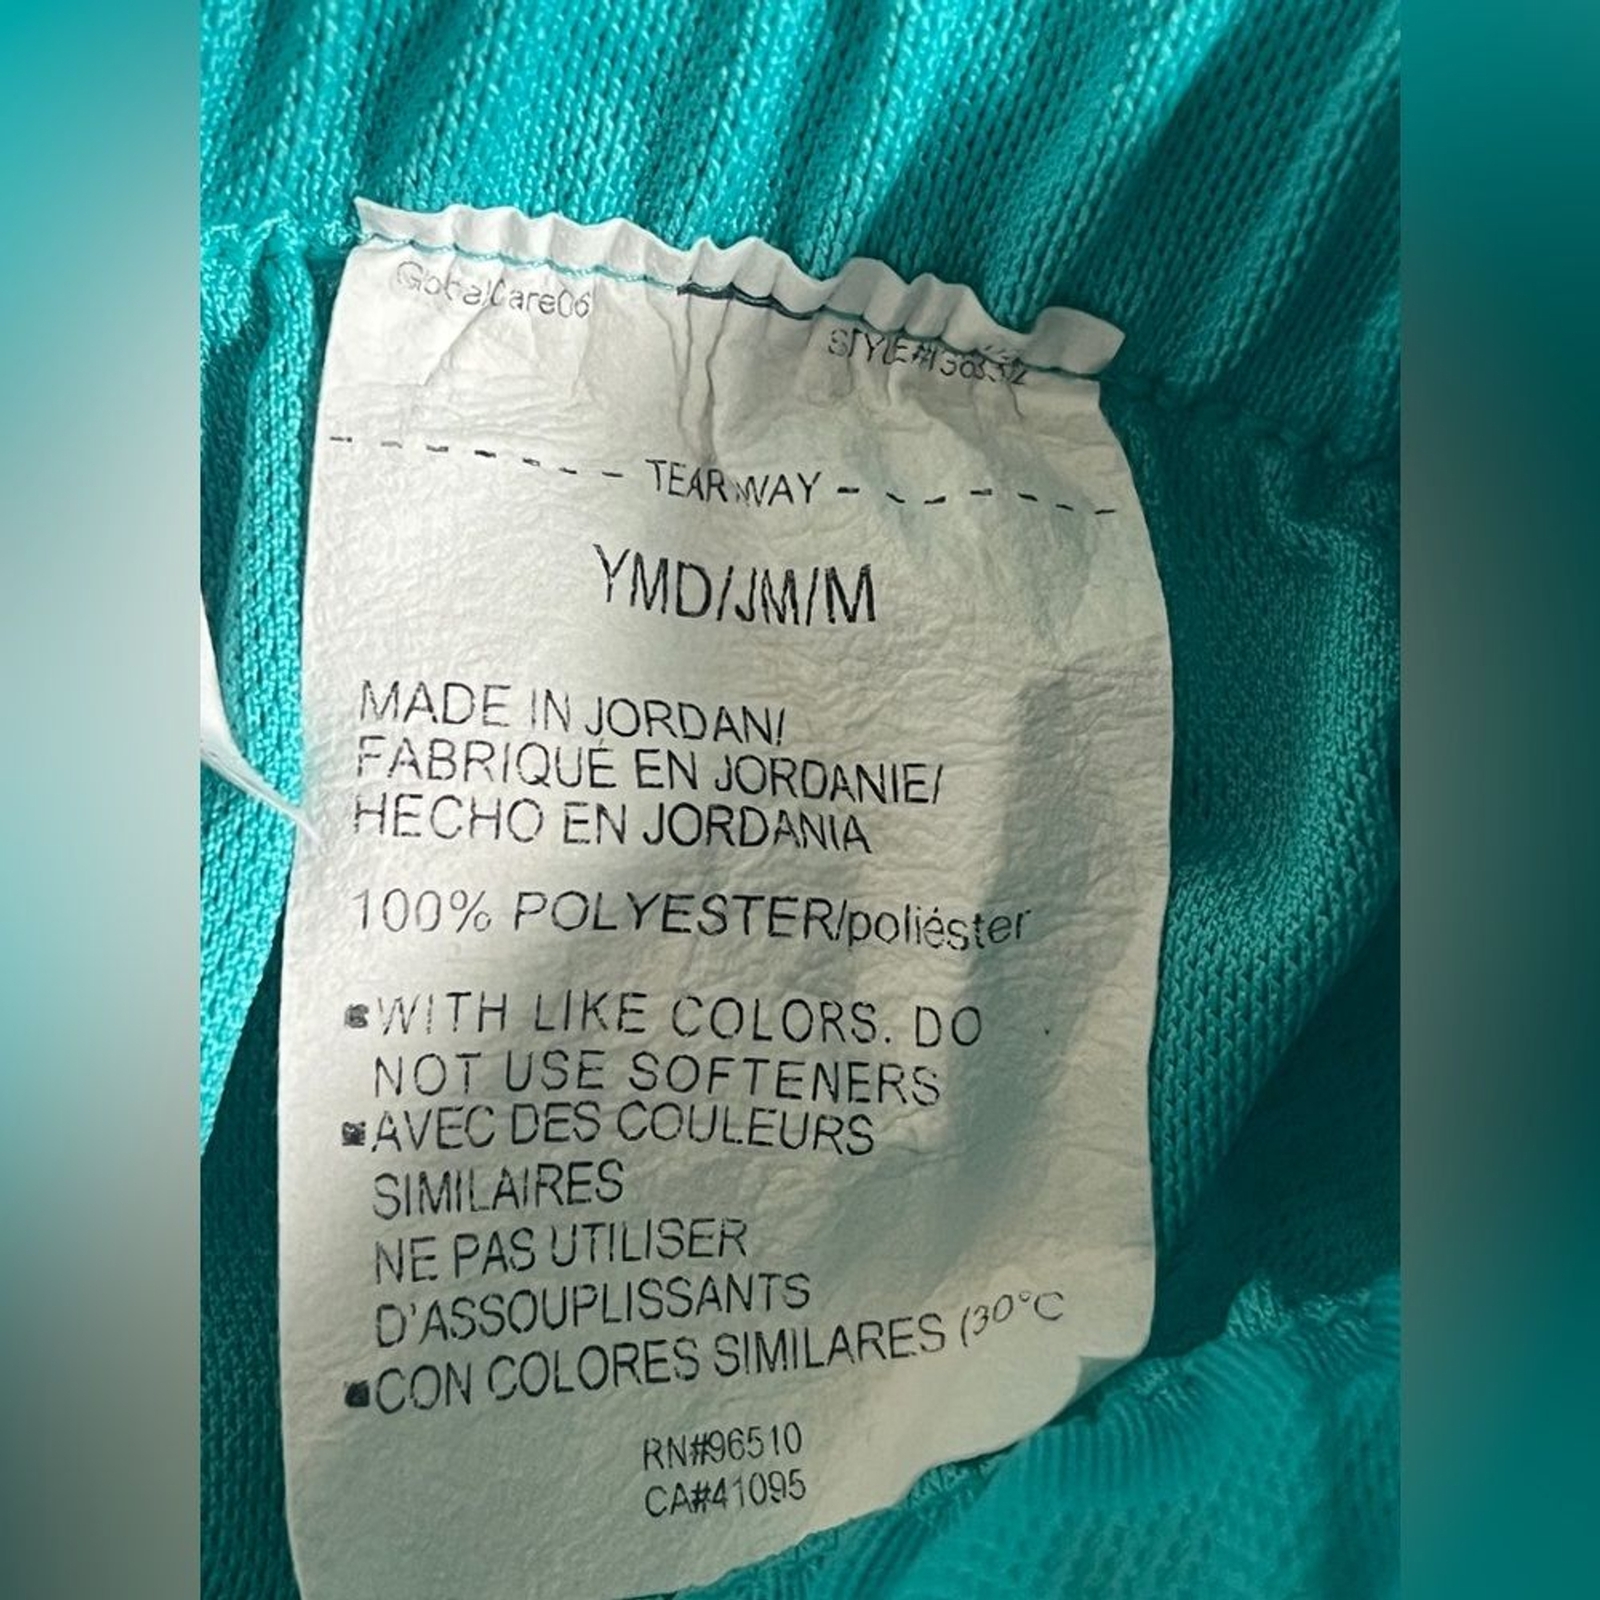 GlobalCare06
TEAR WAY
YMD/JM/M
MADE IN JORDAN/
FABRIQUÉ EN JORDANIE/
HECHO EN JORDANIA
100% POLYESTER/poliéster
WITH LIKE COLORS. DO
NOT USE SOFTENERS
AVEC DES COULEURS
SIMILAIRES
NE PAS UTILISER
D'ASSOUPLISSANTS
CON COLORES SIMILARES (30°C
RN#96510
CA#41095